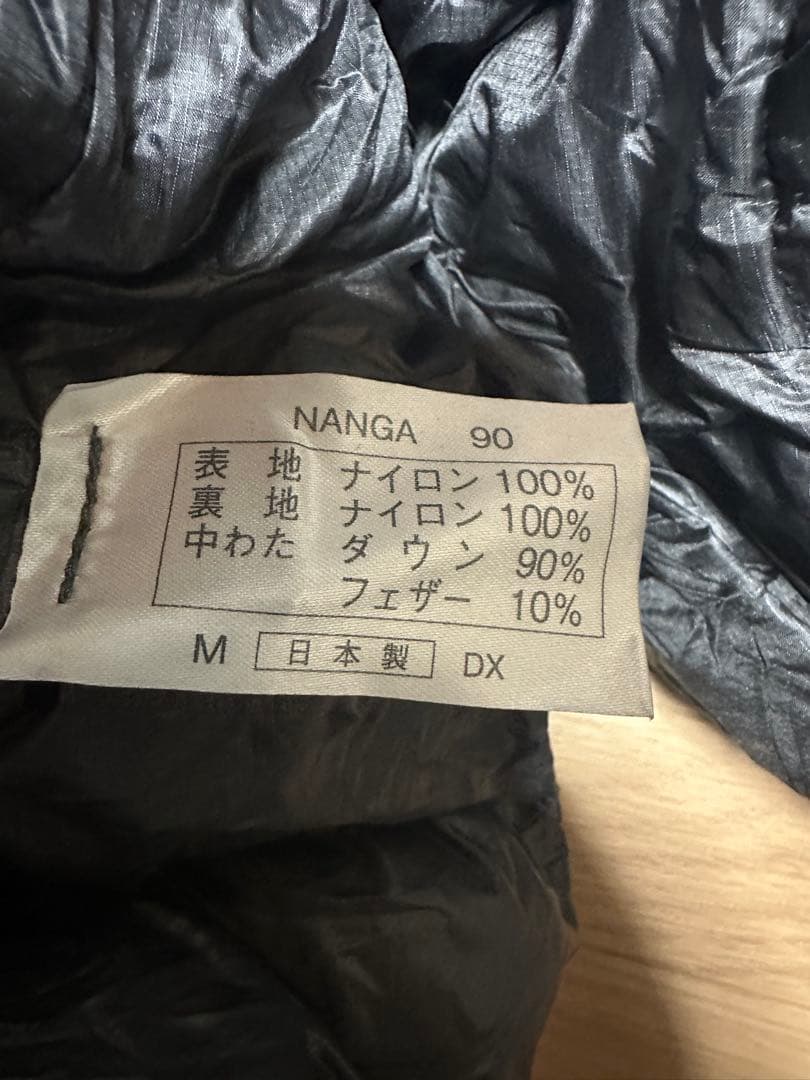 NANGA 90
表地 ナイロン 100%
裏地 ナイロン 100%
中わた ダウン 90%
フェザー 10%
M 日本製 DX